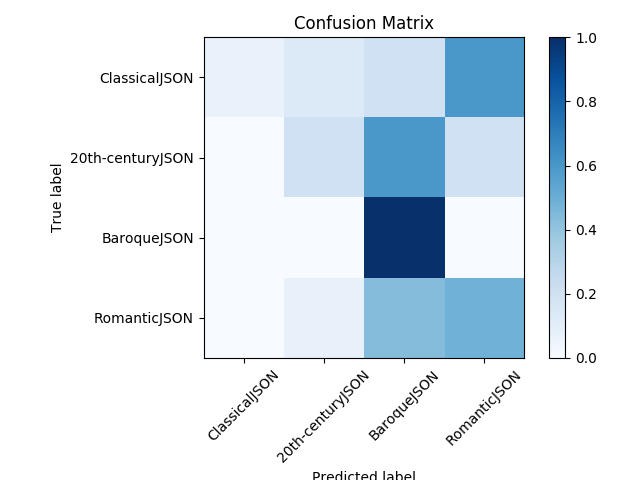 Confusion Matrix
True label
ClassicalJSON
20th-centuryJSON
BaroqueJSON
RomanticJSON
ClassicalJSON
20th-centuryJSON
BaroqueJSON
RomanticJSON
Predicted label
1.0
0.8
0.6
0.4
0.2
0.0